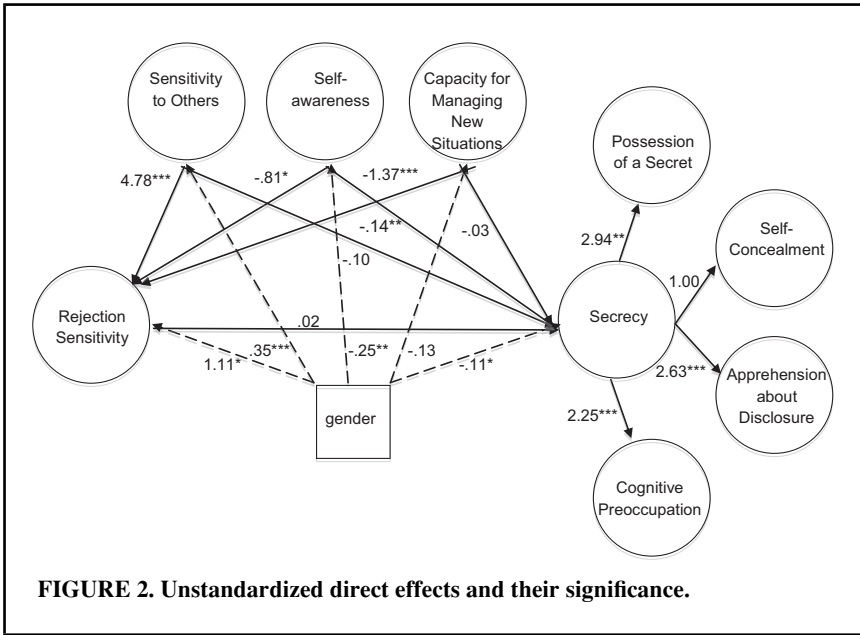 Sensitivity
to Others
Self-
awareness
Capacity for
Managing
New
Situations
Possession
of a Secret
4.78***
-.81*
-1.37***
-.14**
-.03
-.10
2.94**
Self-
Concealment
1.00
Rejection
Sensitivity
.02
Secrecy
1.11*
.35***
-.25**
-.13
-.11*
2.63***
Apprehension
about
Disclosure
gender
2.25***
Cognitive
Preoccupation
FIGURE 2. Unstandardized direct effects and their significance.